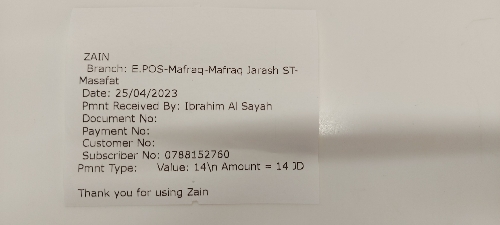 ZAIN
Branch: E.POS-Mafraq-Mafraq Jarash ST-
Masafat
Date: 25/04/2023
Pmnt Received By: Ibrahim Al Sayah
Document No:
Payment No:
Customer No:
Subscriber No: 0788152760
Pmnt Type: Value: 14\n Amount = 14 JD
Thank you for using Zain